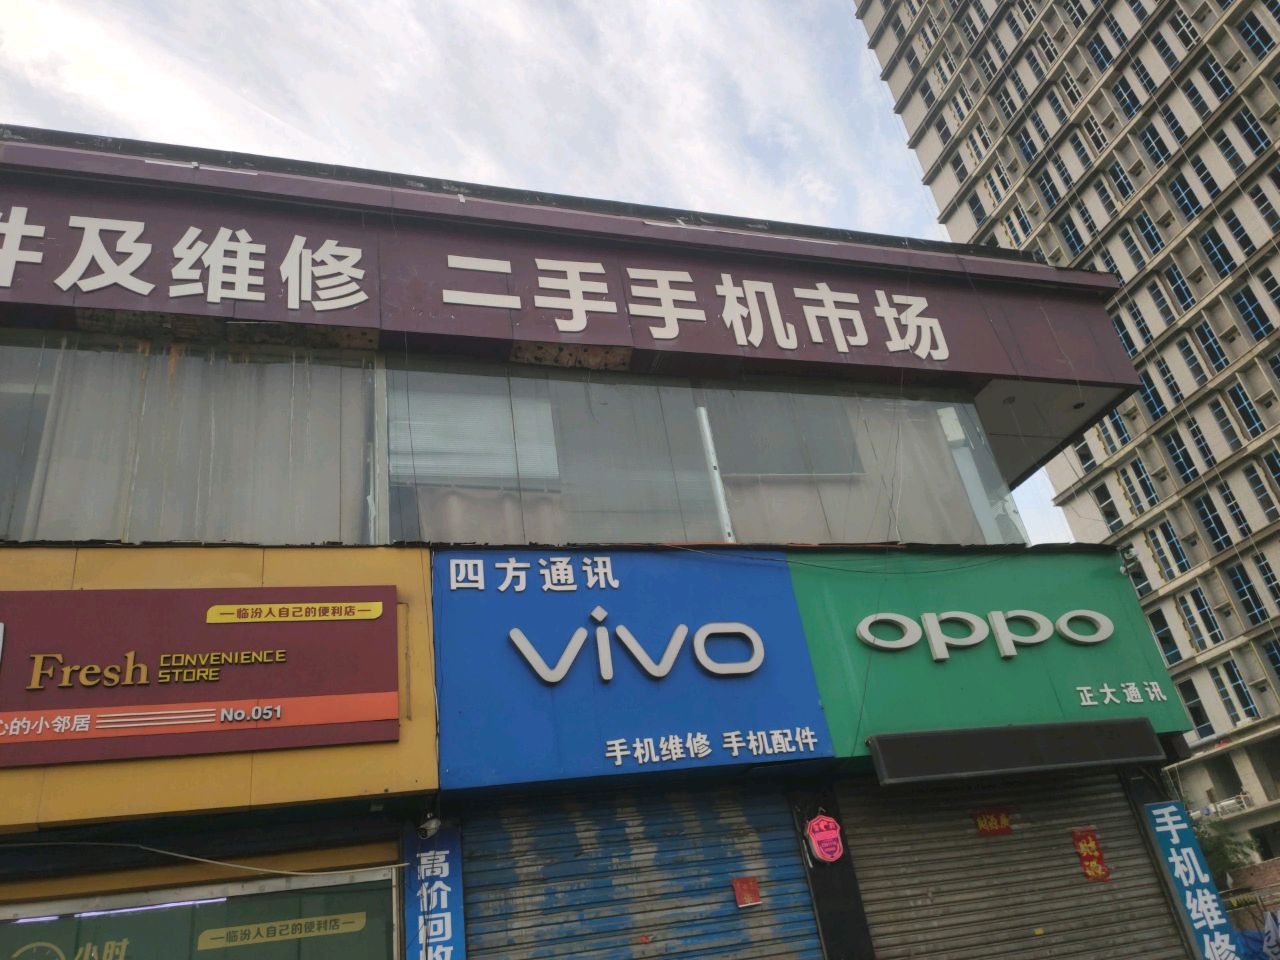 件及维修 二手手机市场
临汾人自己的便利店
Fresh CONVENIENCE STORE
心的小邻居 No.051
四方通讯
vivo
手机维修 手机配件
oppo
正大通讯
高价回收
手机维修
小时
临汾人自己的便利店